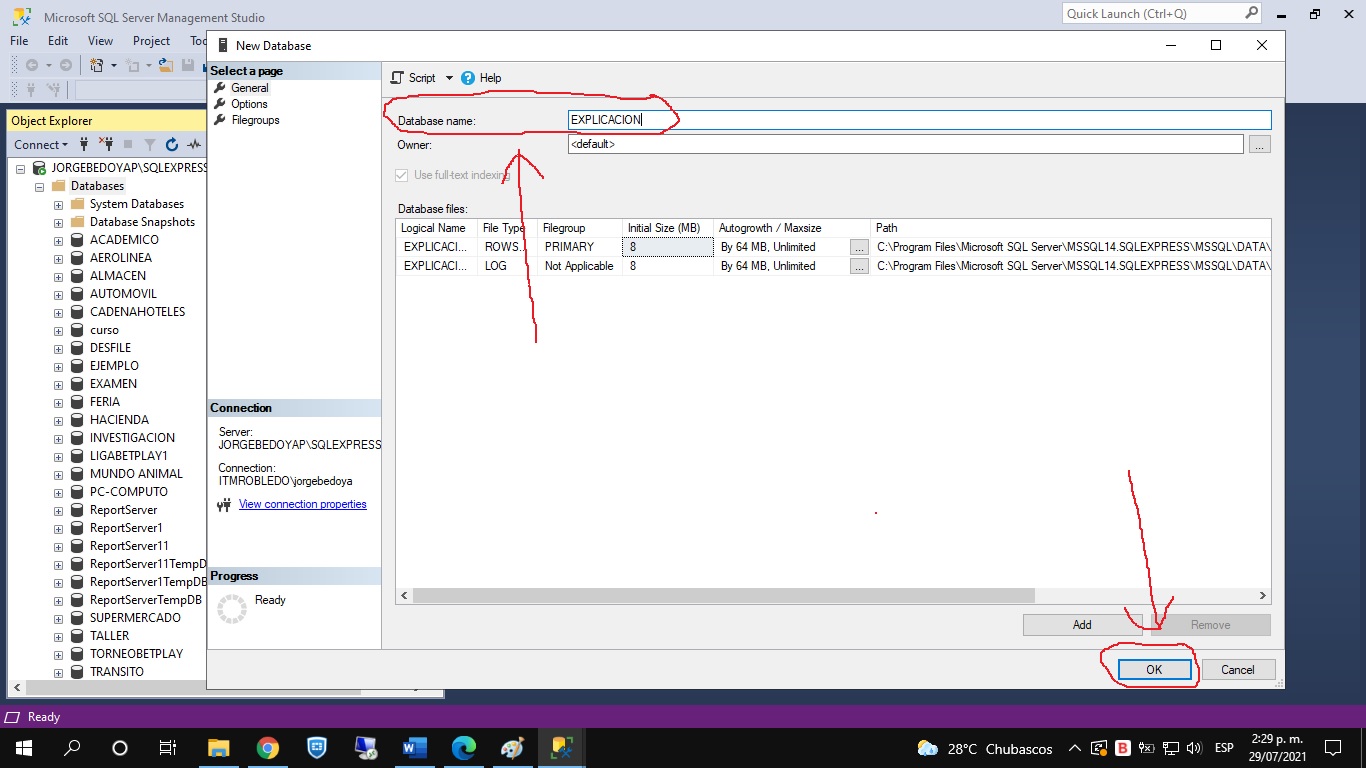 Microsoft SQL Server Management Studio
Quick Launch (Ctrl+Q)
File Edit View Project Too
New Database
Select a page
General
Options
Filegroups
Script Help
Database name: EXPLICACION
Owner: <default> ...
Use full-text indexing
Database files:
Logical Name File Type Filegroup Initial Size (MB) Autogrowth / Maxsize Path
EXPLICACI... ROWS... PRIMARY 8 By 64 MB, Unlimited ... C:\Program Files\Microsoft SQL Server\MSSQL14.SQLEXPRESS\MSSQL\DATA\
EXPLICACI... LOG Not Applicable 8 By 64 MB, Unlimited ... C:\Program Files\Microsoft SQL Server\MSSQL14.SQLEXPRESS\MSSQL\DATA\
Object Explorer
Connect
JORGEBEDOYAP\SQLEXPRESS
Databases
System Databases
Database Snapshots
ACADEMICO
AEROLINEA
ALMACEN
AUTOMOVIL
CADENAHOTELES
curso
DESFILE
EJEMPLO
EXAMEN
FERIA
HACIENDA
INVESTIGACION
LIGABETPLAY1
MUNDO ANIMAL
PC-COMPUTO
ReportServer
ReportServer1
ReportServer11
ReportServer11TempD
ReportServer1TempDB
ReportServerTempDB
SUPERMERCADO
TALLER
TORNEOBETPLAY
TRANSITO
Connection
Server:
JORGEBEDOYAP\SQLEXPRESS
Connection:
ITMROBLEDO\jorgebedoya
View connection properties
Progress
Ready
Add Remove
OK Cancel
Ready
28°C Chubascos
ESP
2:29 p. m.
29/07/2021